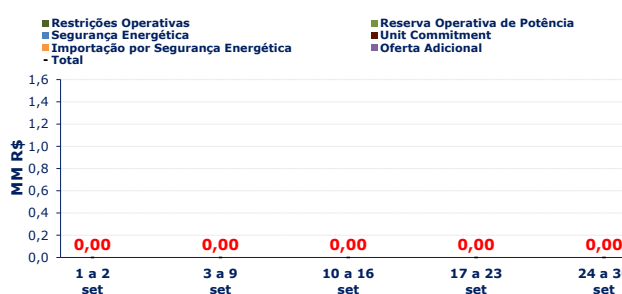 Restrições Operativas
Reserva Operativa de Potência
Segurança Energética
Unit Commitment
Importação por Segurança Energética
Oferta Adicional
- Total
MM R$
1,6
1,4
1,2
1,0
0,8
0,6
0,4
0,2
0,0
0,00 0,00 0,00 0,00 0,00
1 a 2 3 a 9 10 a 16 17 a 23 24 a 3
set set set set set